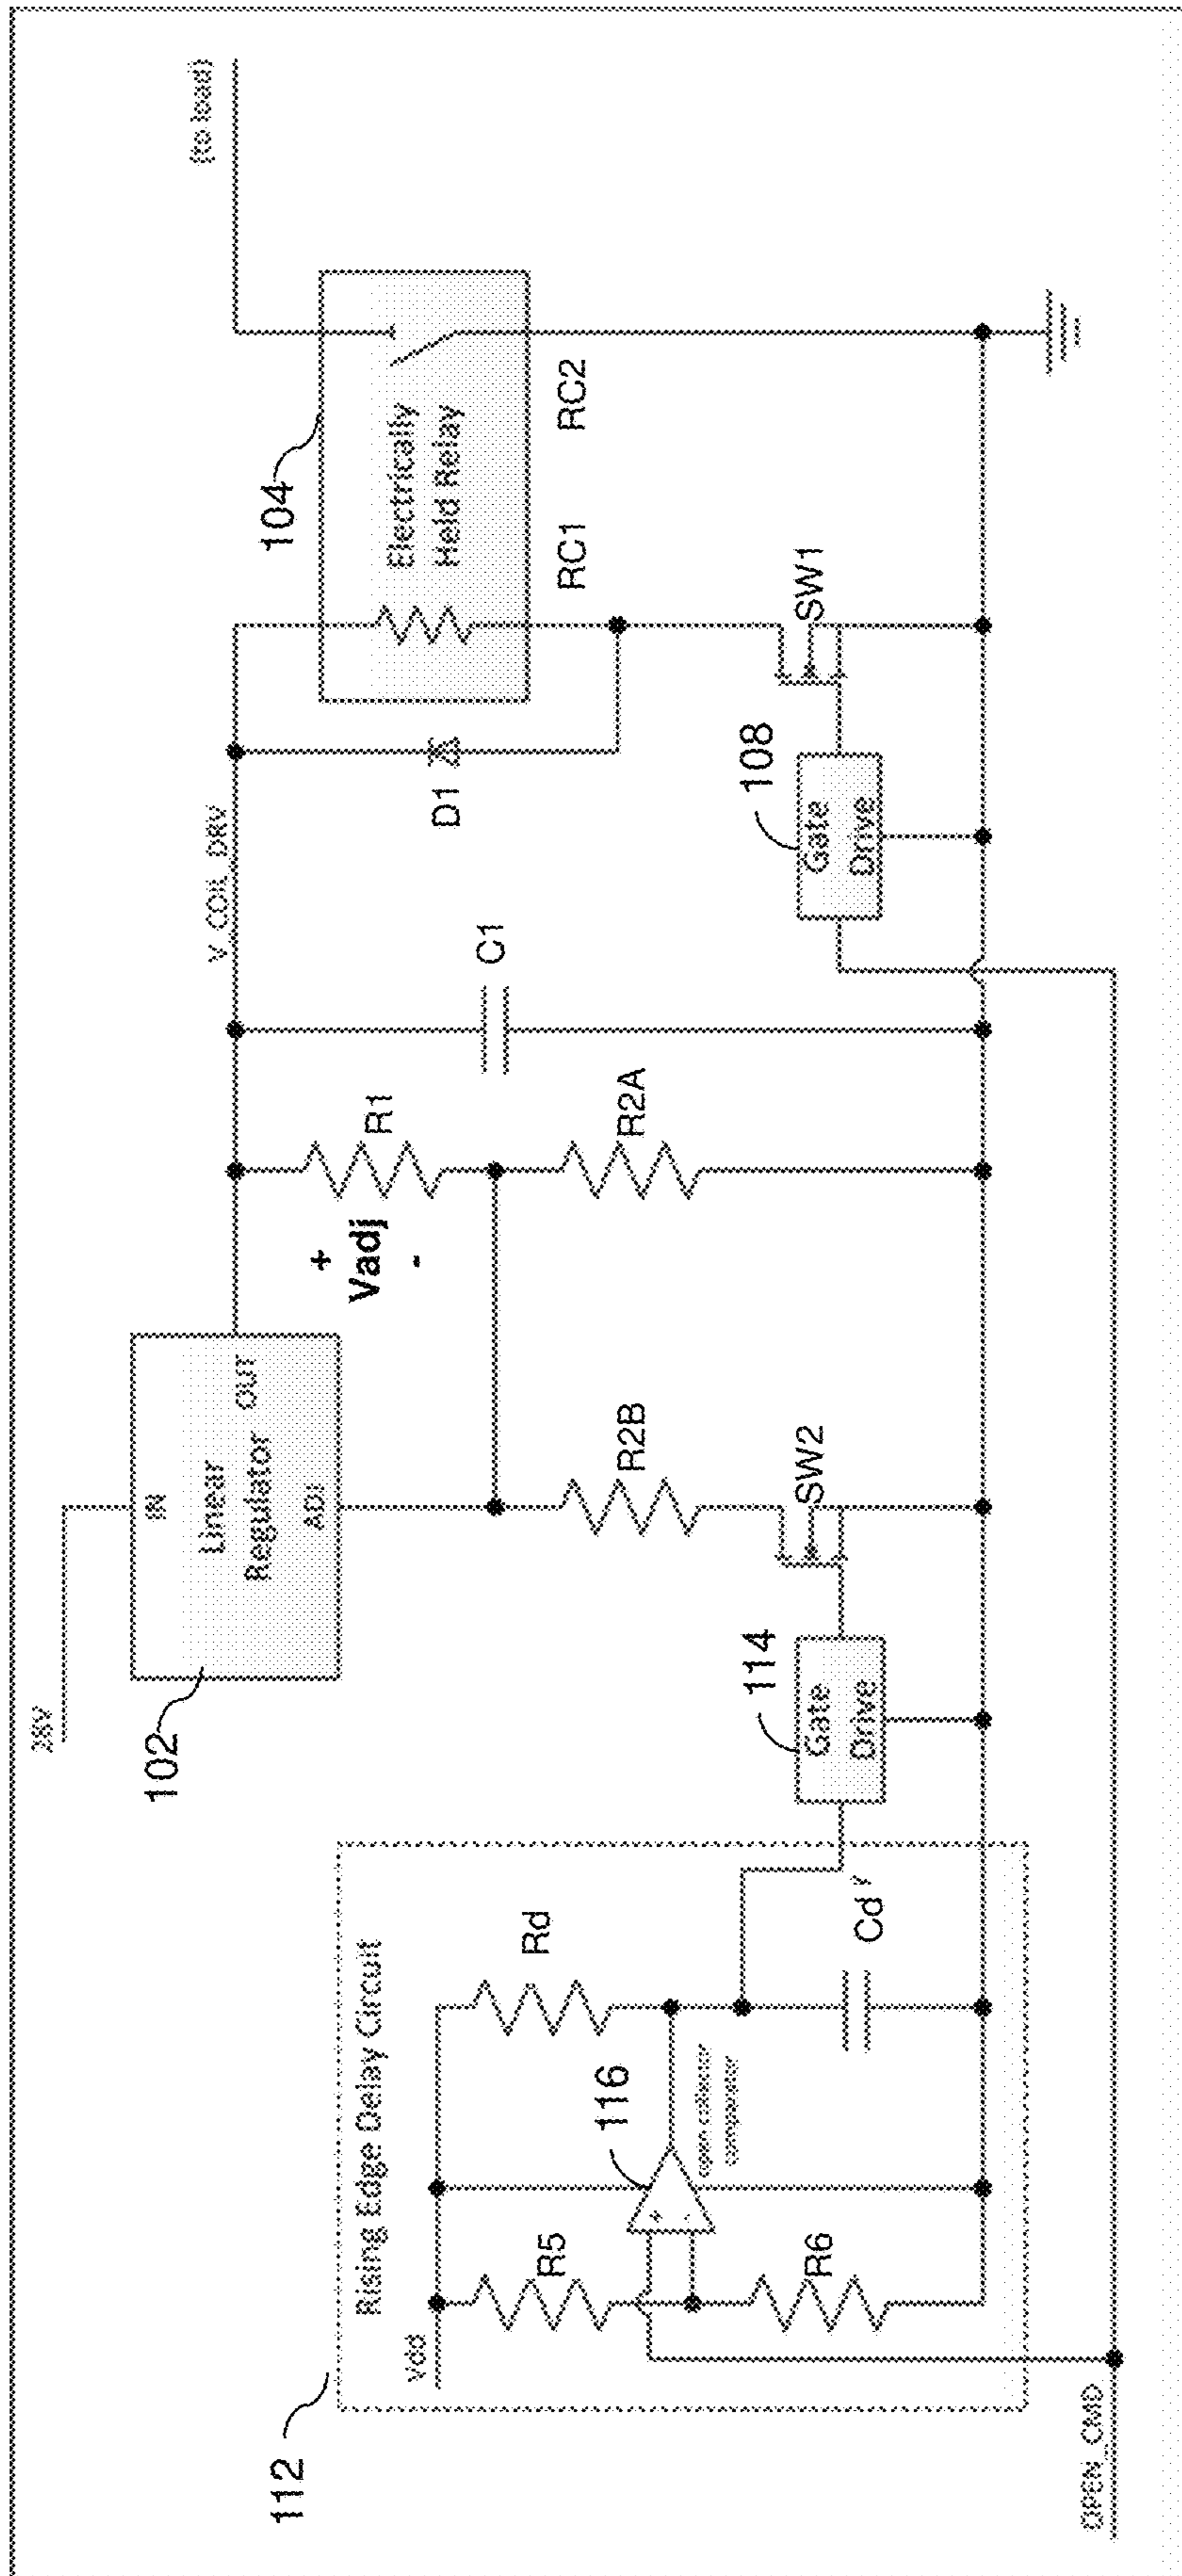 28V
102
IN
Linear
Regulator
OUT
ADJ
+
Vadj
-
R1
V_COIL_DRV
C1
D1
104
Electrically
Held Relay
RC1
RC2
(to load)
R2B
R2A
SW2
114
Gate
Drive
108
Gate
Drive
SW1
112
Rising Edge Delay Circuit
Vdd
R5
R6
+
-
116
open collector
comparator
Rd
Cd
OPEN_CMD